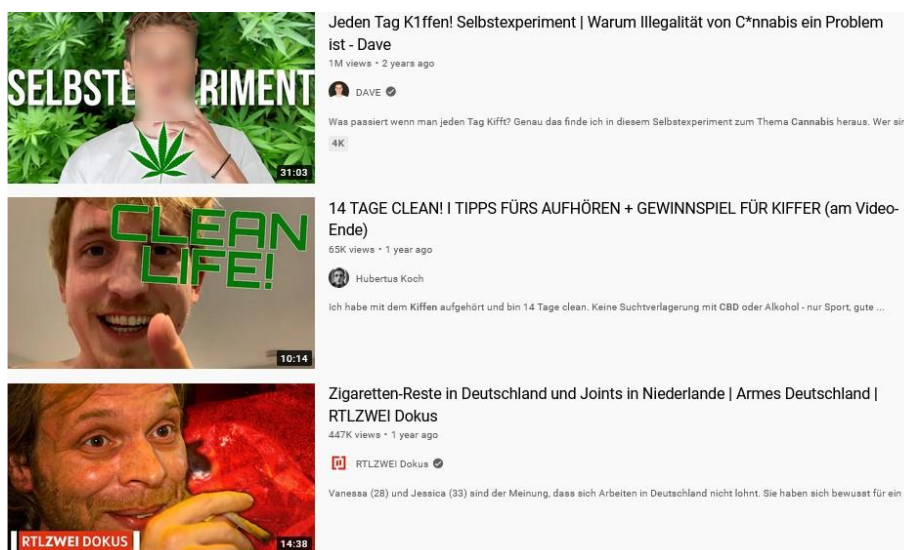 SELBSTE RIMENT
31:03
Jeden Tag K1ffen! Selbstexperiment | Warum Illegalität von C*nnabis ein Problem
ist - Dave
1M views • 2 years ago
DAVE
Was passiert wenn man jeden Tag Kifft? Genau das finde ich in diesem Selbstexperiment zum Thema Cannabis heraus. Wer sin
4K
CLEAN
LIFE!
10:14
14 TAGE CLEAN! I TIPPS FÜRS AUFHÖREN + GEWINNSPIEL FÜR KIFFER (am Video-
Ende)
65K views • 1 year ago
Hubertus Koch
Ich habe mit dem Kiffen aufgehört und bin 14 Tage clean. Keine Suchtverlagerung mit CBD oder Alkohol - nur Sport, gute ...
RTLZWEI DOKUS
14:38
Zigaretten-Reste in Deutschland und Joints in Niederlande | Armes Deutschland |
RTLZWEI Dokus
447K views • 1 year ago
RTLZWEI Dokus
Vanessa (28) und Jessica (33) sind der Meinung, dass sich Arbeiten in Deutschland nicht lohnt. Sie haben sich bewusst für ein